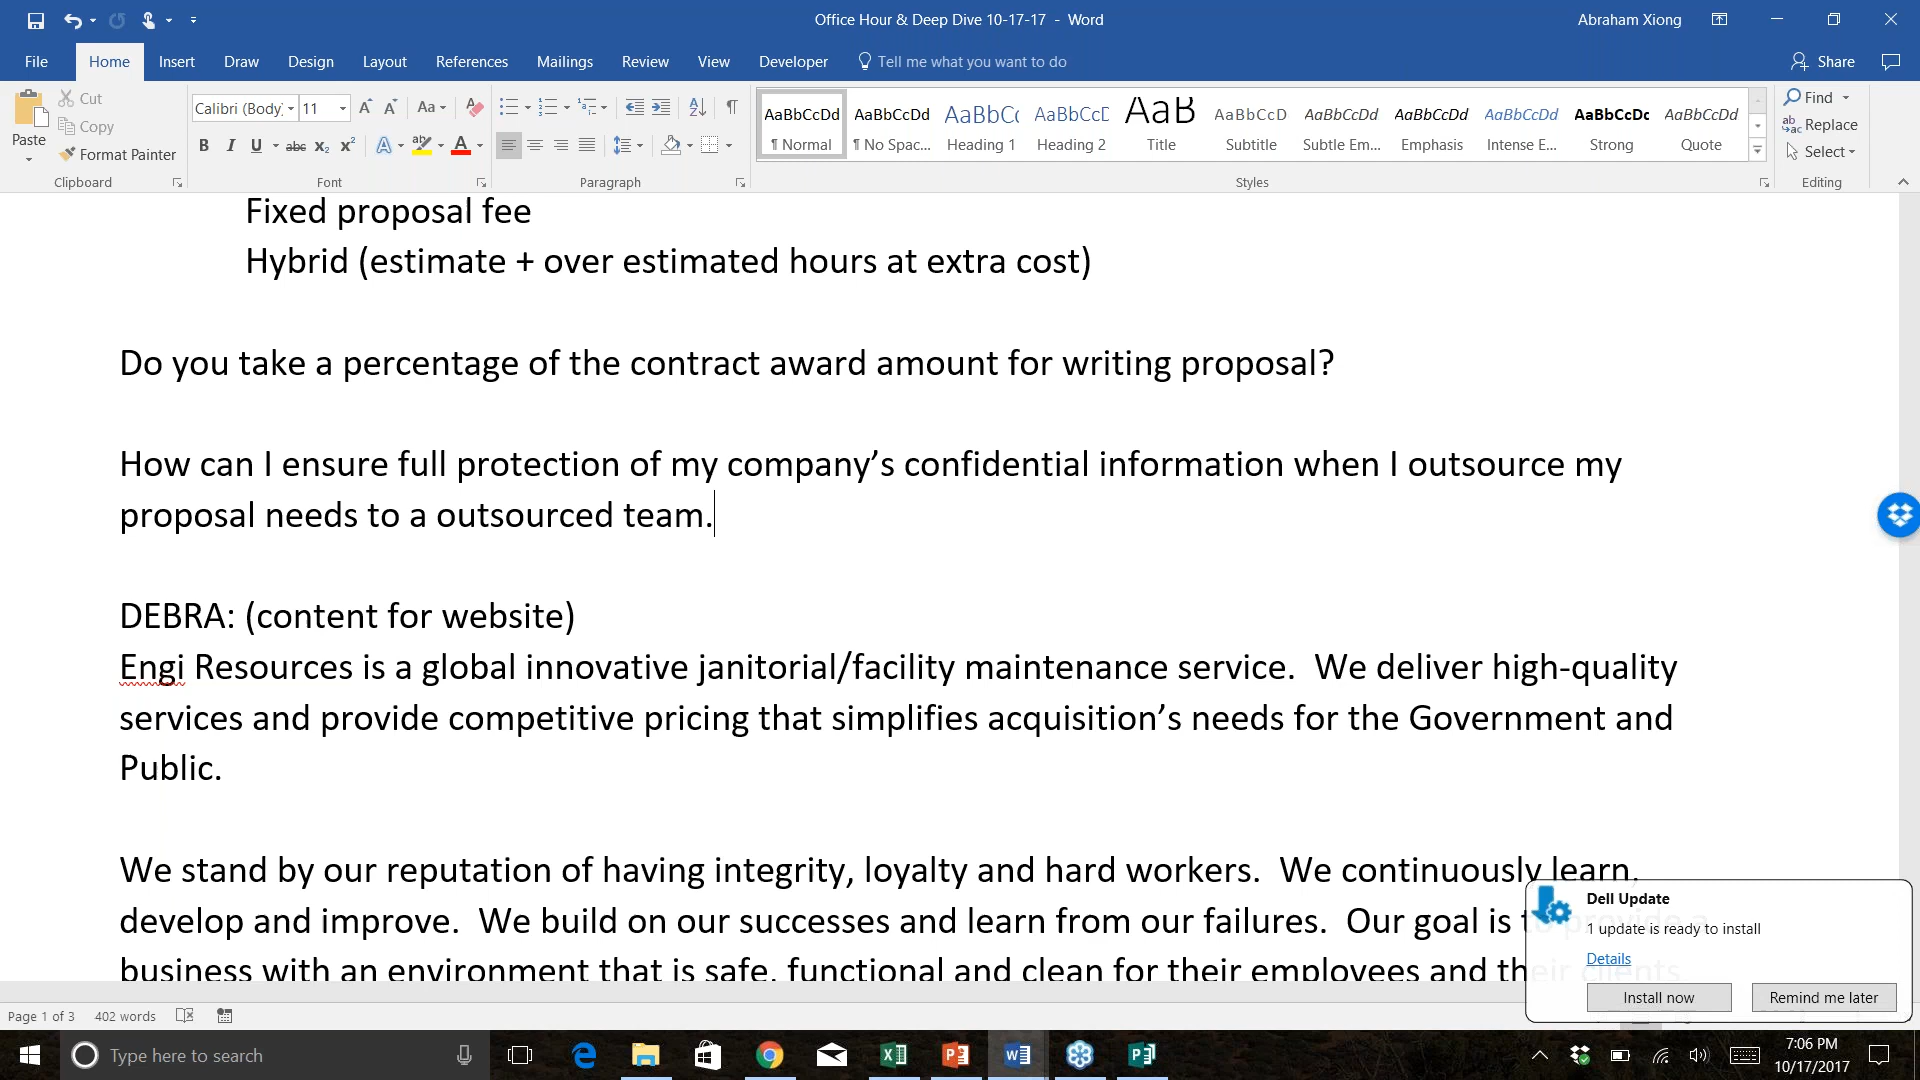 Office Hour & Deep Dive 10-17-17 - Word
Abraham Xiong
File Home Insert Draw Design Layout References Mailings Review View Developer Tell me what you want to do
Share
Paste
Cut
Copy
Format Painter
Clipboard
Calibri (Body) 11
Font
Paragraph
AaBbCcDd AaBbCcDd AaBbCc AaBbCcD AaB AaBbCcD AaBbCcDd AaBbCcDd AaBbCcDd AaBbCcDc AaBbCcDd
¶ Normal ¶ No Spac... Heading 1 Heading 2 Title Subtitle Subtle Em... Emphasis Intense E... Strong Quote
Styles
Find
Replace
Select
Editing
Fixed proposal fee
Hybrid (estimate + over estimated hours at extra cost)
Do you take a percentage of the contract award amount for writing proposal?
How can I ensure full protection of my company’s confidential information when I outsource my
proposal needs to a outsourced team.
DEBRA: (content for website)
Engi Resources is a global innovative janitorial/facility maintenance service. We deliver high-quality
services and provide competitive pricing that simplifies acquisition’s needs for the Government and
Public.
We stand by our reputation of having integrity, loyalty and hard workers. We continuously learn,
develop and improve. We build on our successes and learn from our failures. Our goal is to provide a
business with an environment that is safe, functional and clean for their employees and their clients
Dell Update
1 update is ready to install
Details
Install now
Remind me later
Page 1 of 3 402 words
Type here to search
7:06 PM
10/17/2017